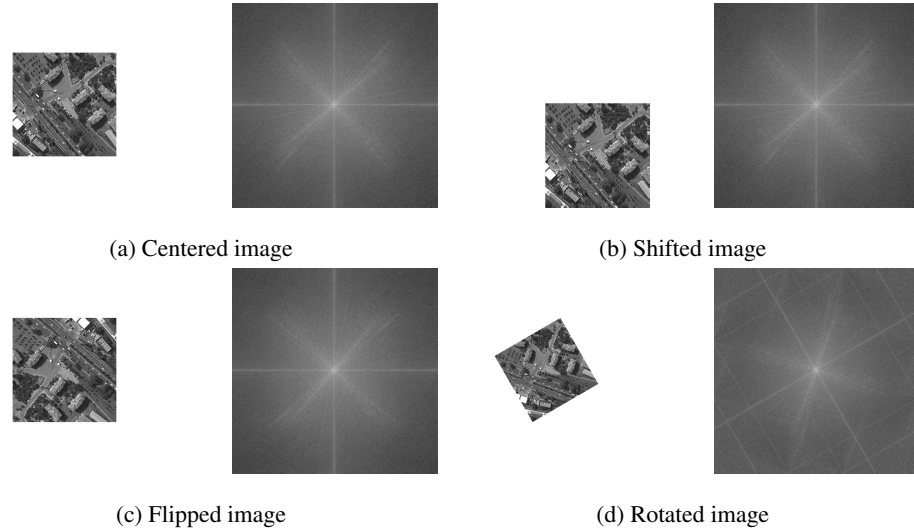 (a) Centered image
(b) Shifted image
(c) Flipped image
(d) Rotated image